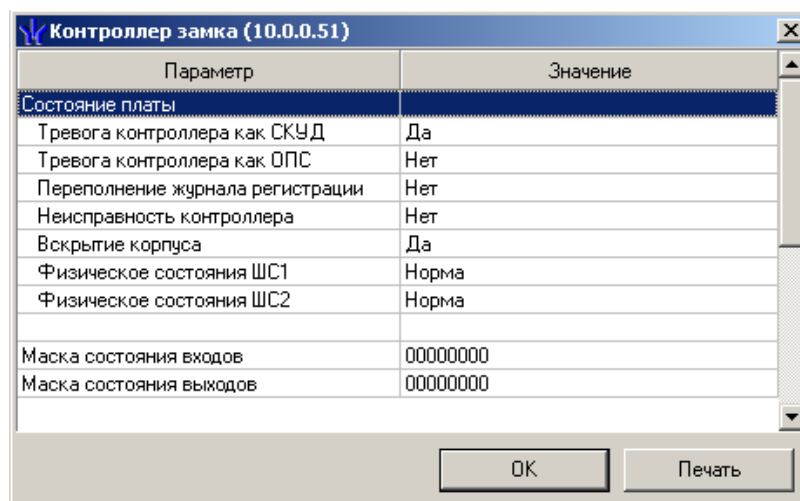 Контроллер замка (10.0.0.51)
Параметр Значение
Состояние платы
Тревога контроллера как СКУД Да
Тревога контроллера как ОПС Нет
Переполнение журнала регистрации Нет
Неисправность контроллера Нет
Вскрытие корпуса Да
Физическое состояния ШС1 Норма
Физическое состояния ШС2 Норма
Маска состояния входов 00000000
Маска состояния выходов 00000000
OK Печать